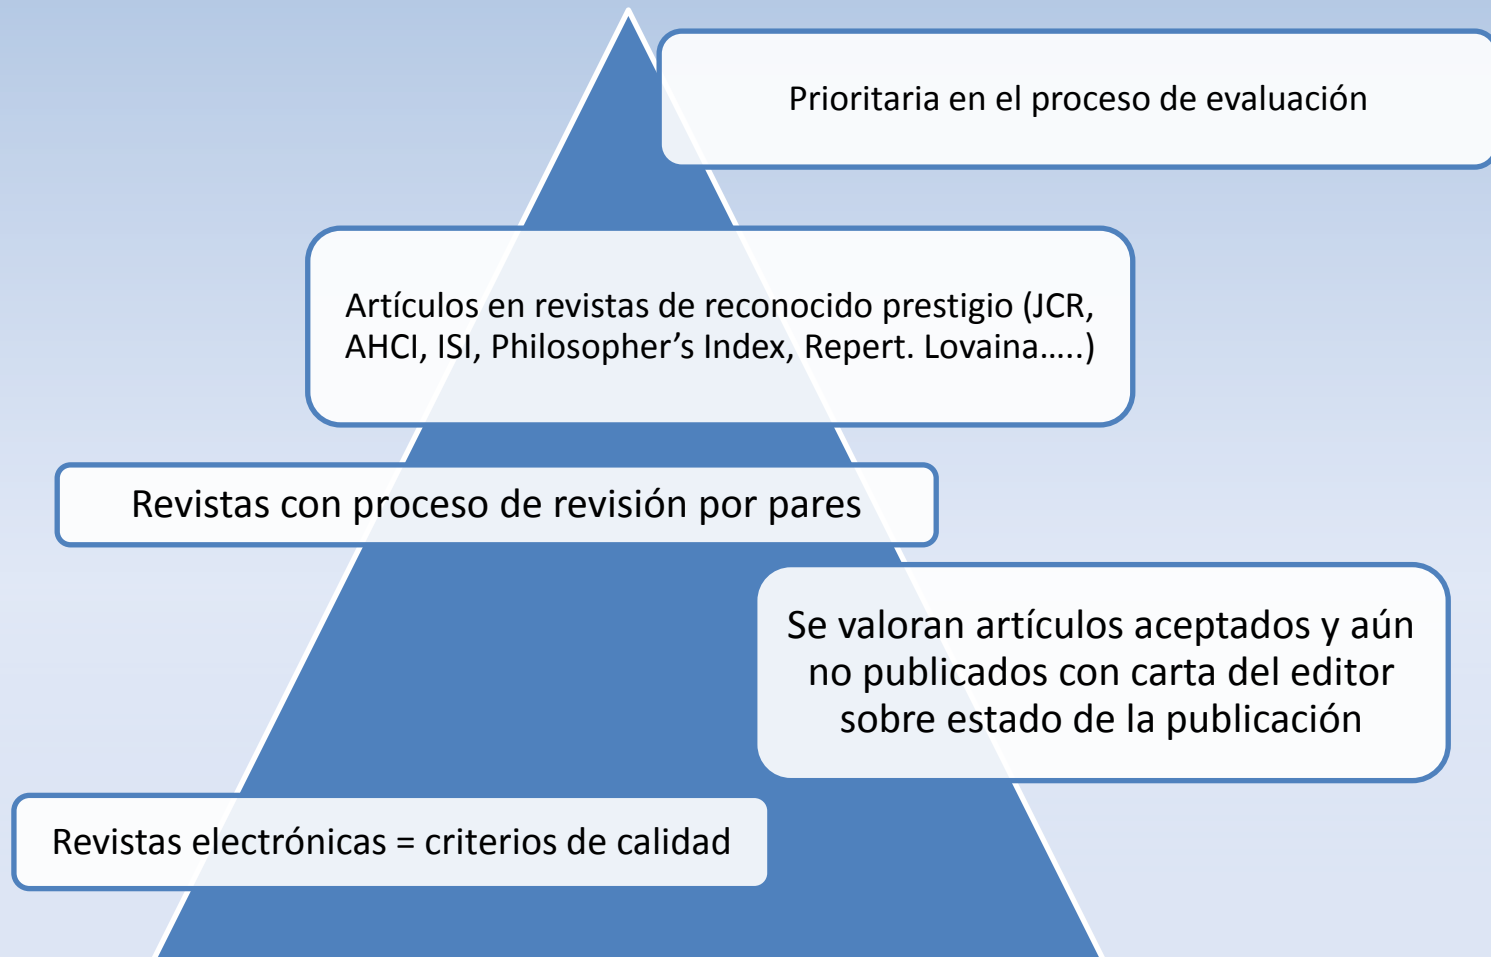 Prioritaria en el proceso de evaluación
Artículos en revistas de reconocido prestigio (JCR,
AHCI, ISI, Philosopher’s Index, Repert. Lovaina…..)
Revistas con proceso de revisión por pares
Se valoran artículos aceptados y aún
no publicados con carta del editor
sobre estado de la publicación
Revistas electrónicas = criterios de calidad